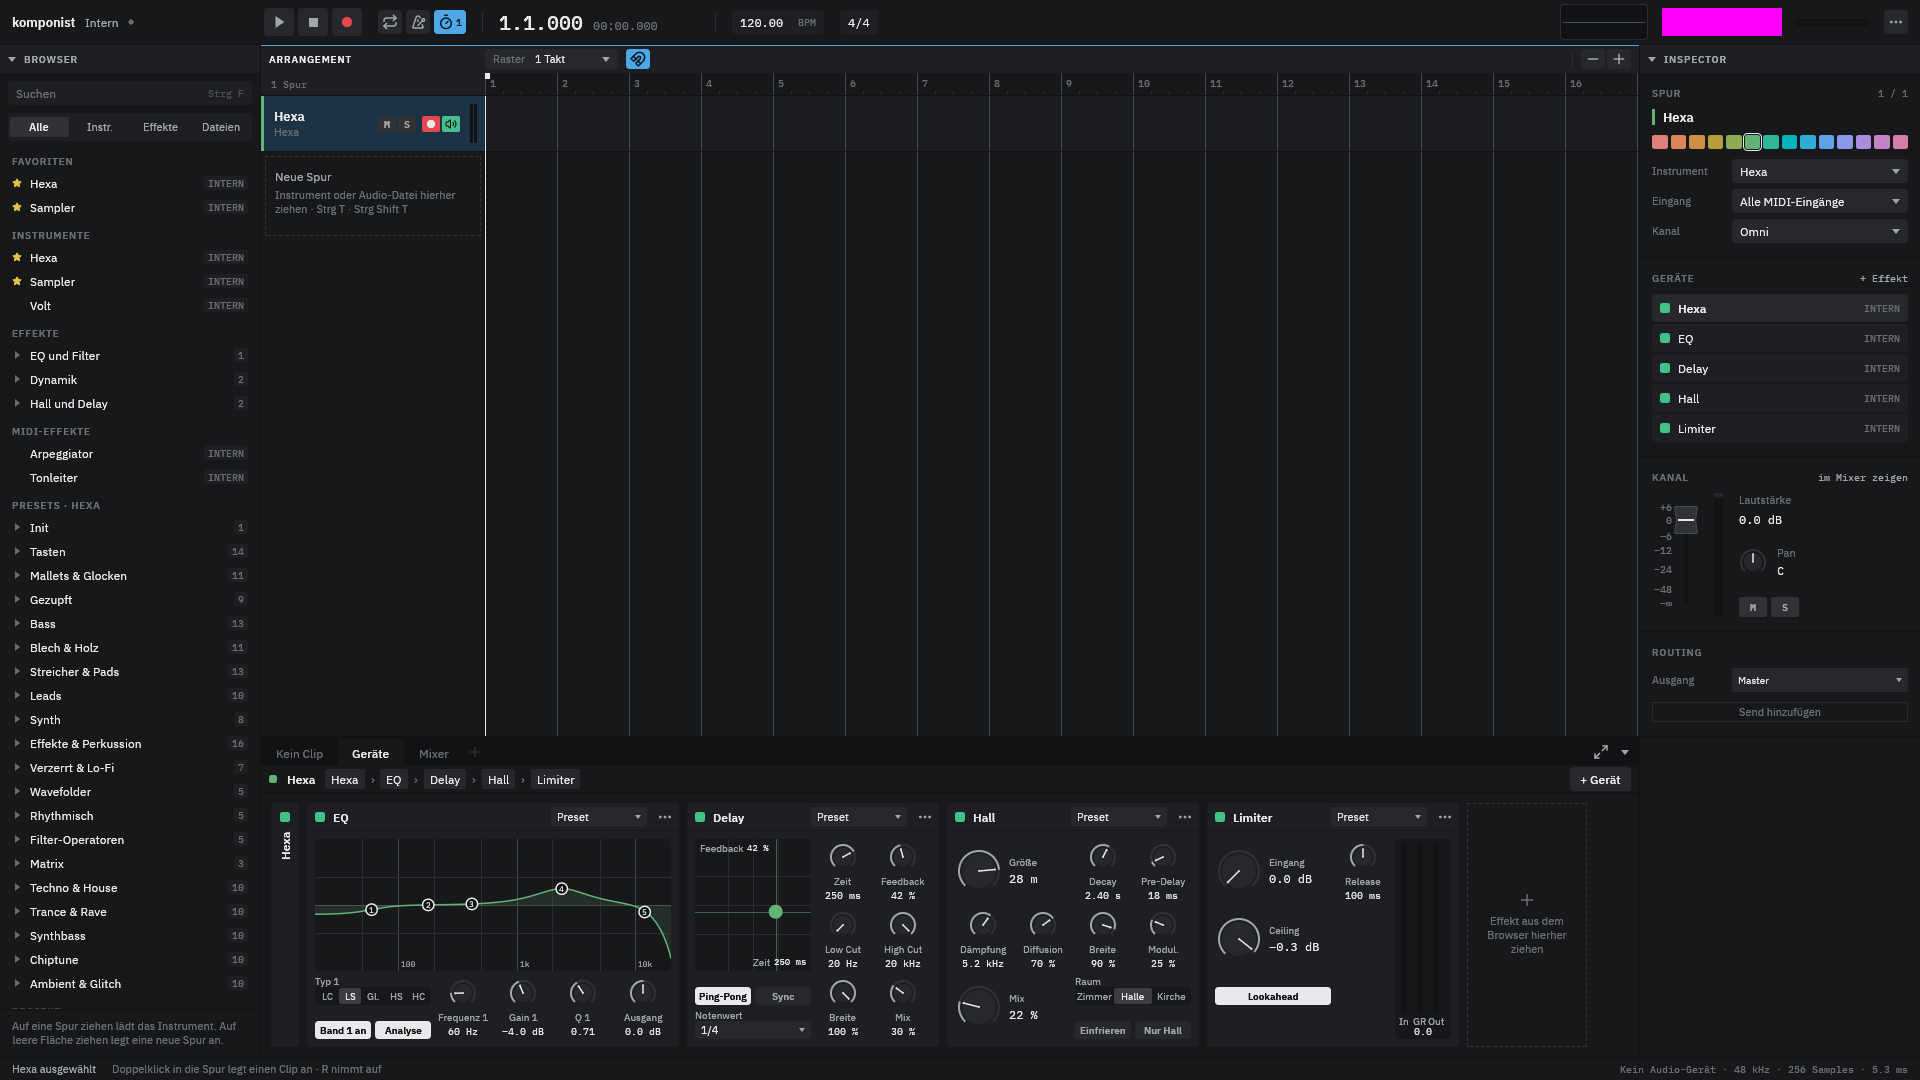 komponist Intern
1
1.1.000 00:00.000
120.00 BPM
4/4
BROWSER
Suchen Strg F
Alle Instr. Effekte Dateien
FAVORITEN
Hexa INTERN
Sampler INTERN
INSTRUMENTE
Hexa INTERN
Sampler INTERN
Volt INTERN
EFFEKTE
EQ und Filter 1
Dynamik 2
Hall und Delay 2
MIDI-EFFEKTE
Arpeggiator INTERN
Tonleiter INTERN
PRESETS · HEXA
Init 1
Tasten 14
Mallets & Glocken 11
Gezupft 9
Bass 13
Blech & Holz 11
Streicher & Pads 13
Leads 10
Synth 8
Effekte & Perkussion 16
Verzerrt & Lo-Fi 7
Wavefolder 5
Rhythmisch 5
Filter-Operatoren 5
Matrix 3
Techno & House 10
Trance & Rave 10
Synthbass 10
Chiptune 10
Ambient & Glitch 10
Auf eine Spur ziehen lädt das Instrument. Auf
leere Fläche ziehen legt eine neue Spur an.
ARRANGEMENT
Raster 1 Takt
1 Spur
1 2 3 4 5 6 7 8 9 10 11 12 13 14 15 16
Hexa
Hexa
M S
Neue Spur
Instrument oder Audio-Datei hierher
ziehen · Strg T · Strg Shift T
Kein Clip Geräte Mixer
Hexa Hexa › EQ › Delay › Hall › Limiter
+ Gerät
Hexa
EQ Preset
1 2 3 4 5
100 1k 10k
Typ 1
LC LS GL HS HC
Band 1 an Analyse
Frequenz 1 Gain 1 Q 1 Ausgang
60 Hz −4.0 dB 0.71 0.0 dB
Delay Preset
Feedback 42 %
Zeit 250 ms
Zeit Feedback
250 ms 42 %
Low Cut High Cut
20 Hz 20 kHz
Ping-Pong Sync
Notenwert
1/4
Breite Mix
100 % 30 %
Hall Preset
Größe
28 m
Decay Pre-Delay
2.40 s 18 ms
Dämpfung Diffusion Breite Modul.
5.2 kHz 70 % 90 % 25 %
Mix
22 %
Raum
Zimmer Halle Kirche
Einfrieren Nur Hall
Limiter Preset
Eingang
0.0 dB
Release
100 ms
Ceiling
−0.3 dB
Lookahead
In GR Out
0.0
Effekt aus dem
Browser hierher
ziehen
INSPECTOR
SPUR 1 / 1
Hexa
Instrument Hexa
Eingang Alle MIDI-Eingänge
Kanal Omni
GERÄTE + Effekt
Hexa INTERN
EQ INTERN
Delay INTERN
Hall INTERN
Limiter INTERN
KANAL im Mixer zeigen
+6
0
−6
−12
−24
−48
−∞
Lautstärke
0.0 dB
Pan
C
M S
ROUTING
Ausgang Master
Send hinzufügen
Hexa ausgewählt Doppelklick in die Spur legt einen Clip an · R nimmt auf
Kein Audio-Gerät · 48 kHz · 256 Samples · 5.3 ms